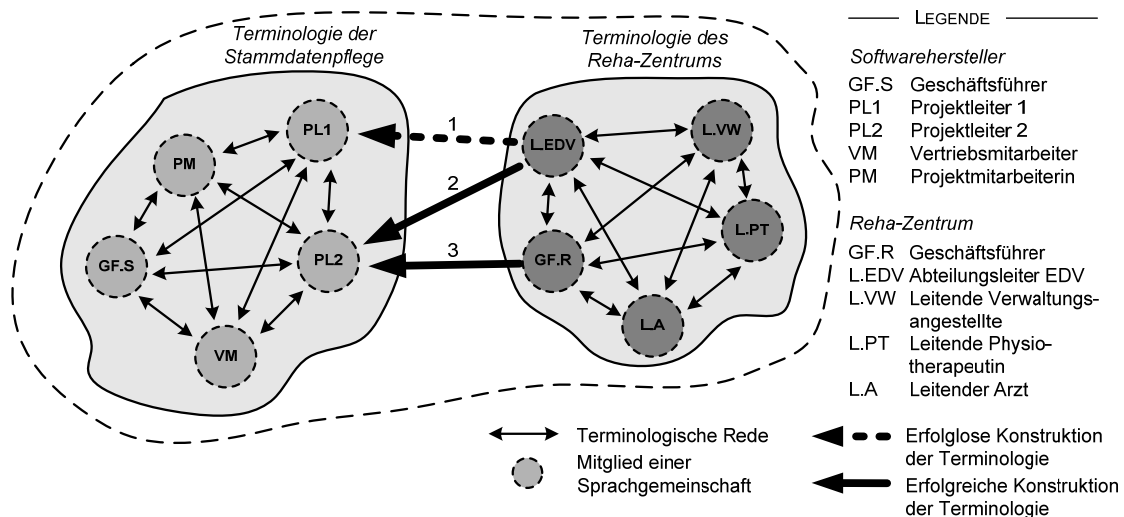 Terminologie der
Stammdatenpflege
Terminologie des
Reha-Zentrums
PL1
PM
GF.S
PL2
VM
1
2
3
L.EDV
L.VW
L.PT
GF.R
L.A
LEGENDE
Softwarehersteller
GF.S Geschäftsführer
PL1 Projektleiter 1
PL2 Projektleiter 2
VM Vertriebsmitarbeiter
PM Projektmitarbeiterin
Reha-Zentrum
GF.R Geschäftsführer
L.EDV Abteilungsleiter EDV
L.VW Leitende Verwaltungs-
angestellte
L.PT Leitende Physio-
therapeutin
L.A Leitender Arzt
Terminologische Rede
Mitglied einer
Sprachgemeinschaft
Erfolglose Konstruktion
der Terminologie
Erfolgreiche Konstruktion
der Terminologie